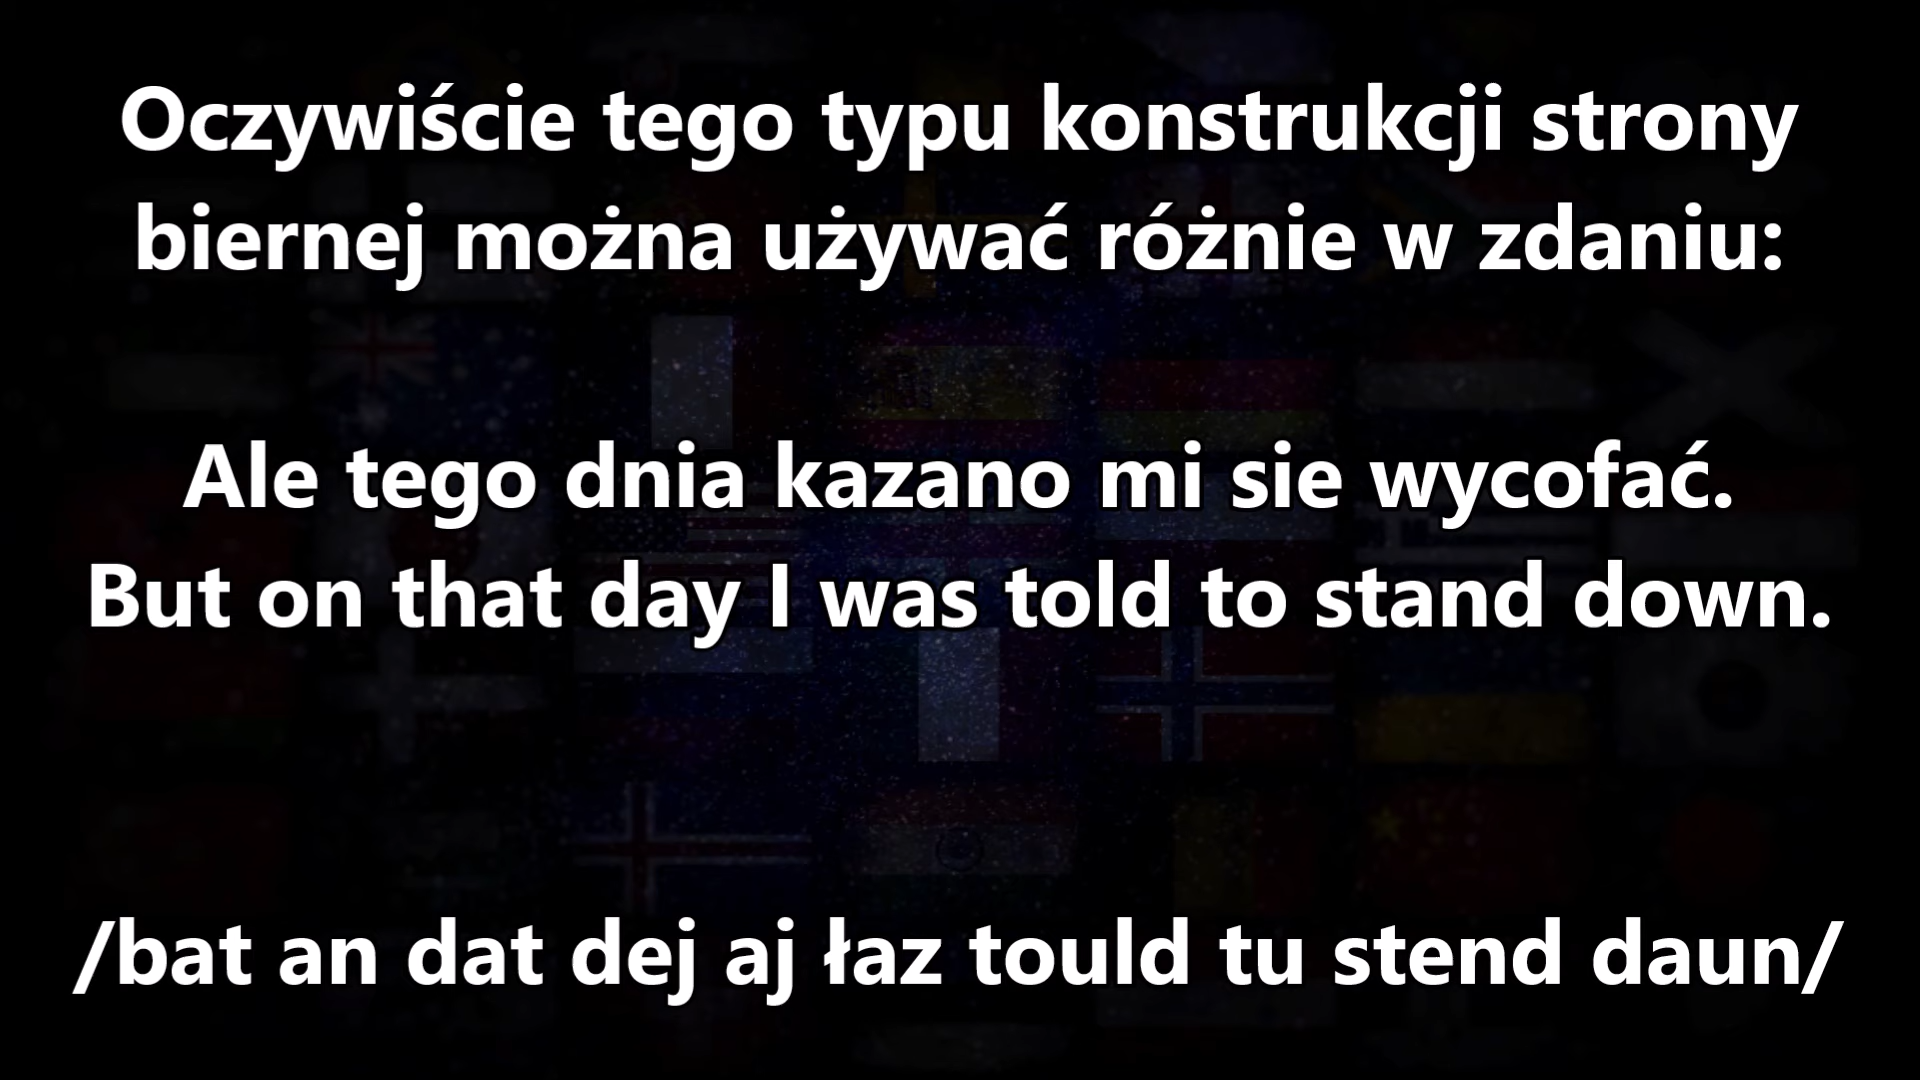 Oczywiście tego typu konstrukcji strony
biernej można używać różnie w zdaniu:
Ale tego dnia kazano mi sie wycofać.
But on that day I was told to stand down.
/bat an dat dej aj łaz tould tu stend daun/